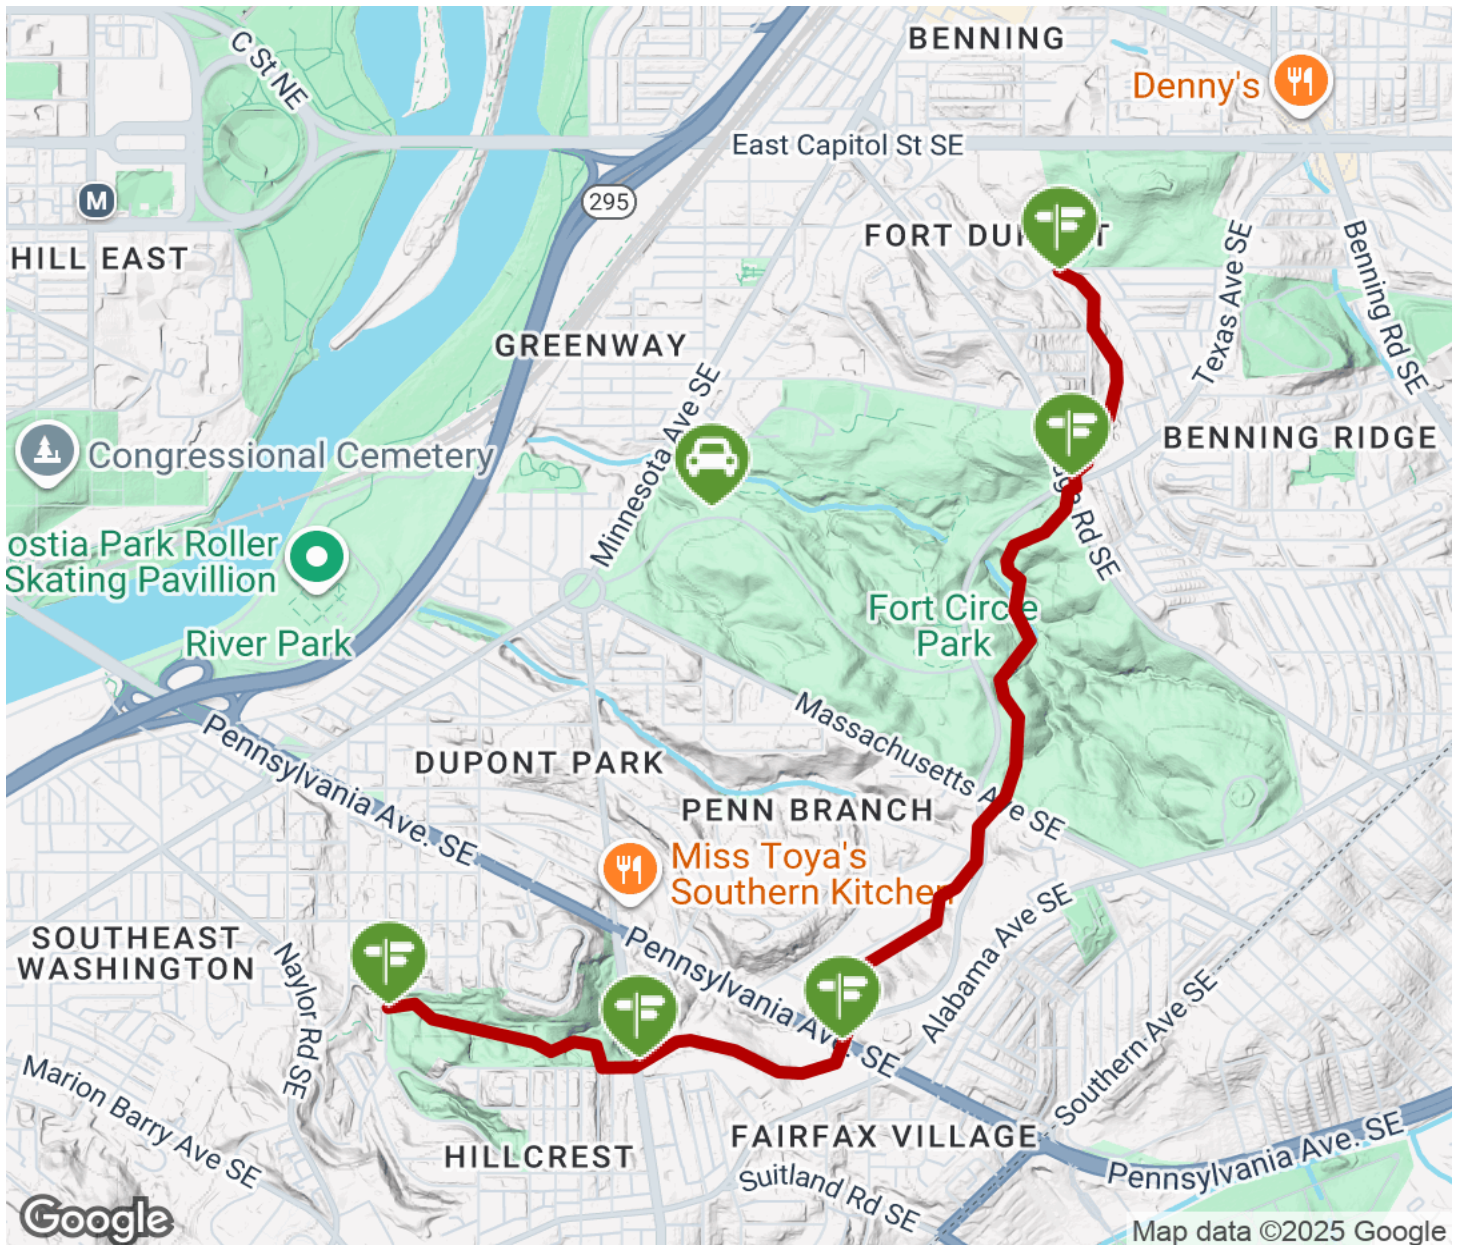 BENNING
C St NE
Denny's
East Capitol St SE
M
295
HILL EAST
FORT DU
T
Texas Ave SE
Benning Rd SE
GREENWAY
Minnesota Ave SE
Congressional Cemetery
BENNING RIDGE
Rd SE
ostia Park Roller
Skating Pavillion
River Park
Fort Circle
Park
Massachusetts Ave SE
Pennsylvania Ave. SE
DUPONT PARK
PENN BRANCH
Miss Toya's
Southern Kitchen
SOUTHEAST
WASHINGTON
Naylor Rd SE
Pennsylvania Ave. SE
Alabama Ave SE
Southern Ave SE
Marion Barry Ave SE
HILLCREST
FAIRFAX VILLAGE
Suitland Rd SE
Pennsylvania Ave. SE
Google
Map data ©2025 Google